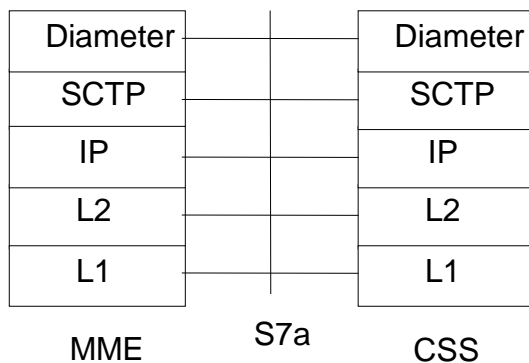 Diameter Diameter
SCTP SCTP
IP IP
L2 L2
L1 L1
MME S7a CSS